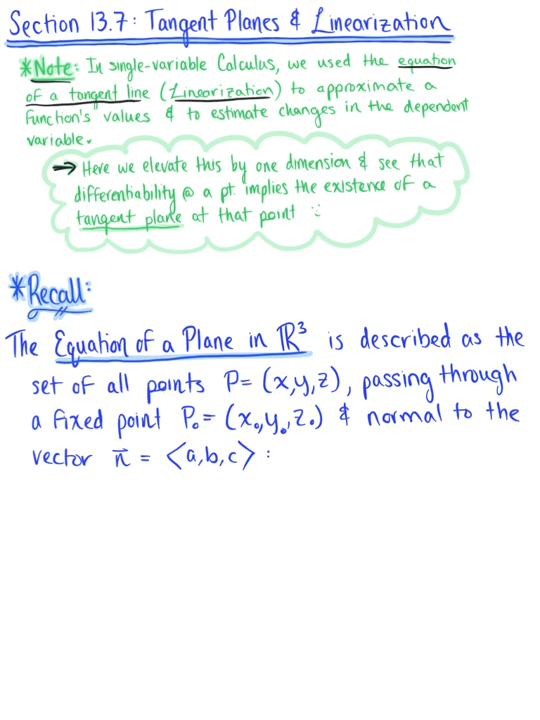 Section 13.7: Tangent Planes & Linearization
*Note: In single-variable Calculus, we used the equation
of a tangent line (Linearization) to approximate a
function's values & to estimate changes in the dependent
variable.
→ Here we elevate this by one dimension & see that
differentiability @ a pt. implies the existence of a
tangent plane at that point :)
*Recall:
The Equation of a Plane in ℝ³ is described as the
set of all points P = (x,y,z), passing through
a fixed point P₀ = (x₀,y₀,z₀) & normal to the
vector n⃗ = <a,b,c> :